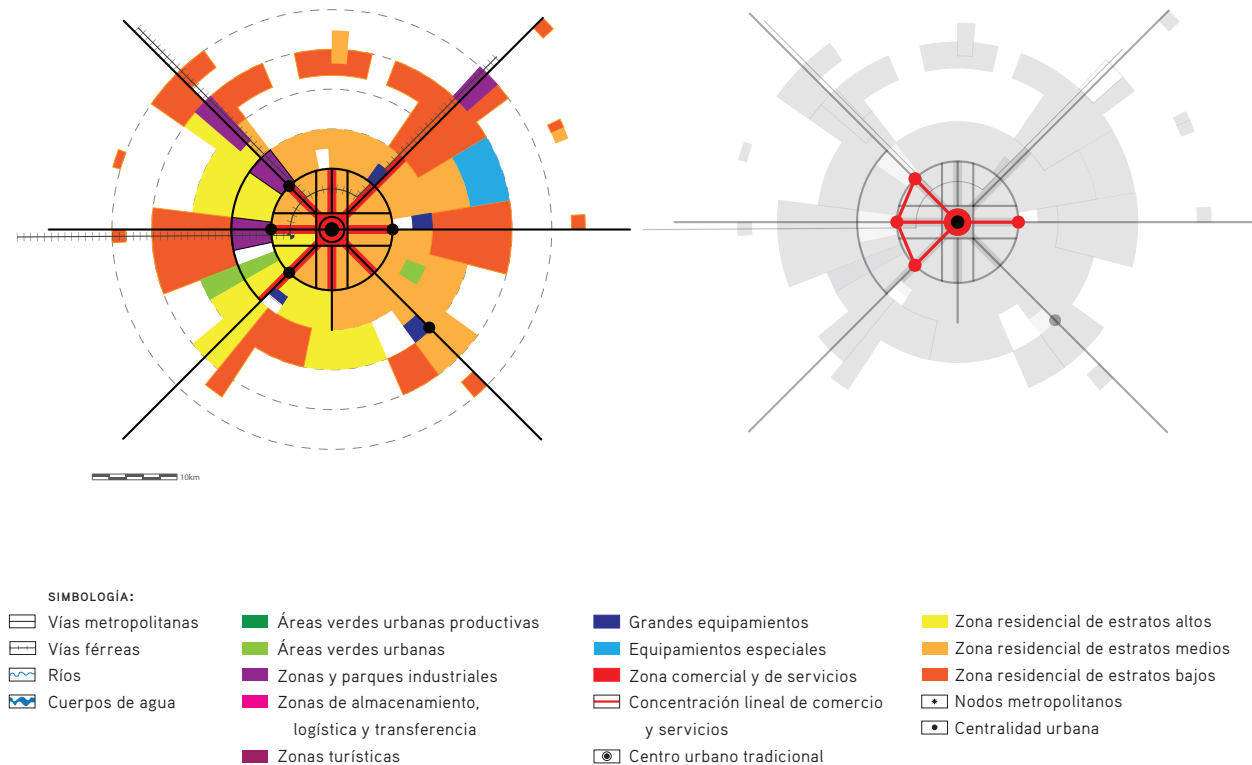 10km
SIMBOLOGÍA:
Vías metropolitanas
Vías férreas
Ríos
Cuerpos de agua
Áreas verdes urbanas productivas
Áreas verdes urbanas
Zonas y parques industriales
Zonas de almacenamiento,
logística y transferencia
Zonas turísticas
Grandes equipamientos
Equipamientos especiales
Zona comercial y de servicios
Concentración lineal de comercio
y servicios
Centro urbano tradicional
Zona residencial de estratos altos
Zona residencial de estratos medios
Zona residencial de estratos bajos
Nodos metropolitanos
Centralidad urbana